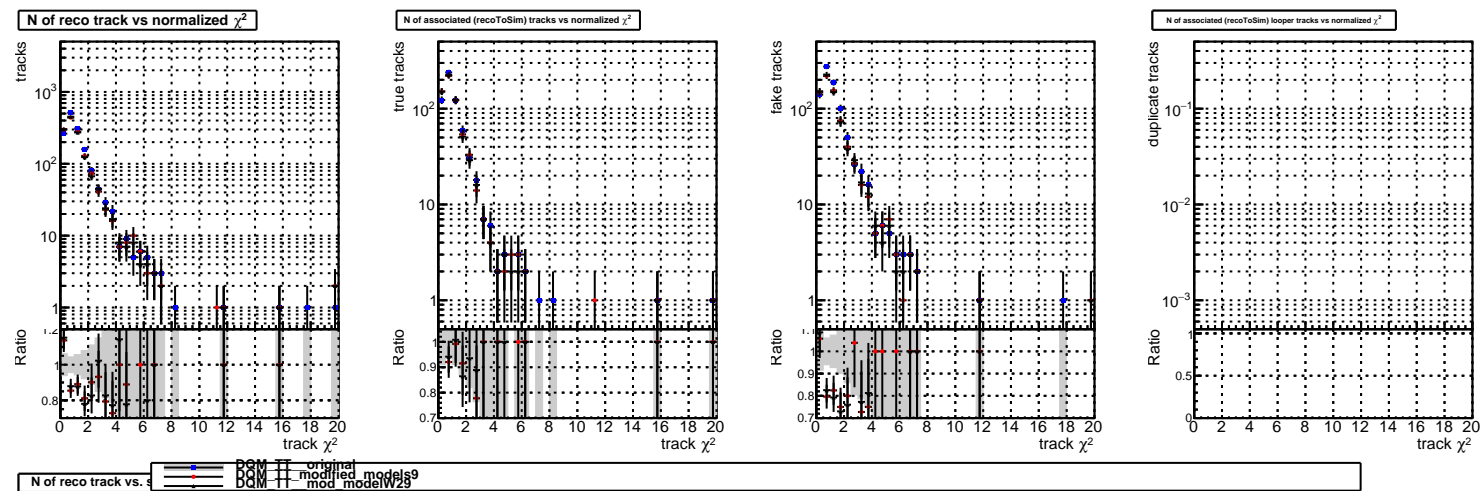 N of reco track vs normalized χ²
N of associated (recoToSim) tracks vs normalized χ²
N of associated (recoToSim) looper tracks vs normalized χ²
tracks
10³
10²
10
1
Ratio
1.2
1
0.8
0 2 4 6 8 10 12 14 16 18 20
track χ²
true tracks
10²
10
1
Ratio
1
0.9
0.8
0.7
0 2 4 6 8 10 12 14 16 18 20
track χ²
fake tracks
10²
10
1
Ratio
1.1
1
0.9
0.8
0.7
0 2 4 6 8 10 12 14 16 18 20
track χ²
duplicate tracks
10⁻¹
10⁻²
10⁻³
Ratio
1
0.5
0
0 2 4 6 8 10 12 14 16 18 20
track χ²
N of reco track vs.
DQM_TT__original
DQM_TT_modified_models9
DQM_TT__mod_modelW29